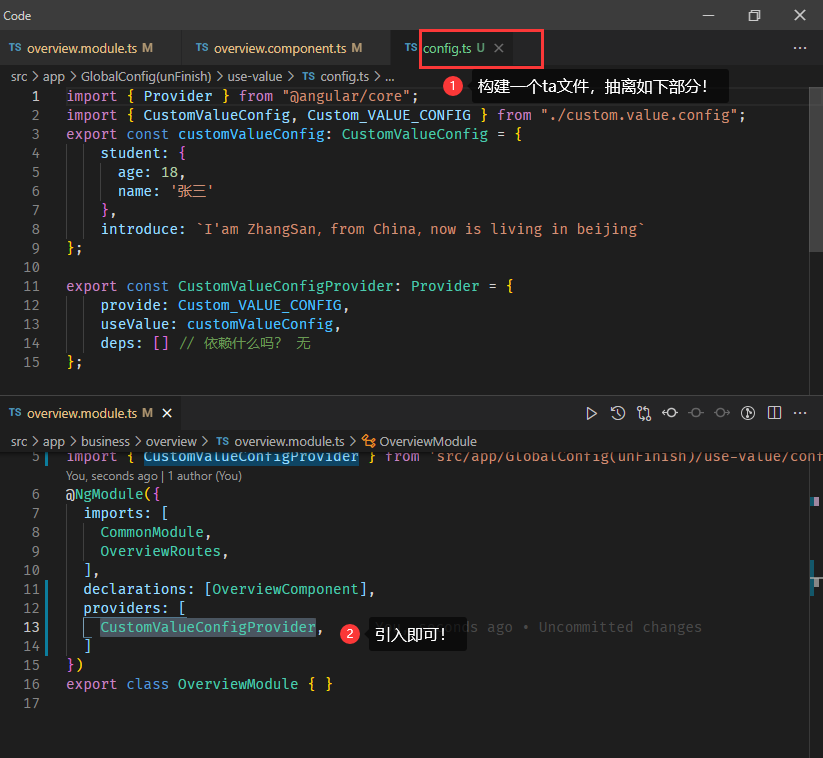 Code
TS overview.module.ts M TS overview.component.ts M TS config.ts U
src > app > GlobalConfig(unFinish) > use-value > TS config.ts > ...
1 构建一个ta文件，抽离如下部分！
1 import { Provider } from "@angular/core";
2 import { CustomValueConfig, Custom_VALUE_CONFIG } from "./custom.value.config";
3 export const customValueConfig: CustomValueConfig = {
4 student: {
5 age: 18,
6 name: '张三'
7 },
8 introduce: `I'am ZhangSan, from China, now is living in beijing`
9 };
10
11 export const CustomValueConfigProvider: Provider = {
12 provide: Custom_VALUE_CONFIG,
13 useValue: customValueConfig,
14 deps: [] // 依赖什么吗？ 无
15 };
TS overview.module.ts M
src > app > business > overview > TS overview.module.ts > OverviewModule
5 import { CustomValueConfigProvider } from 'src/app/GlobalConfig(unFinish)/use-value/conf
You, seconds ago | 1 author (You)
6 @NgModule({
7 imports: [
8 CommonModule,
9 OverviewRoutes,
10 ],
11 declarations: [OverviewComponent],
12 providers: [
13 CustomValueConfigProvider, 2 引入即可！ ago • Uncommitted changes
14 ]
15 })
16 export class OverviewModule { }
17